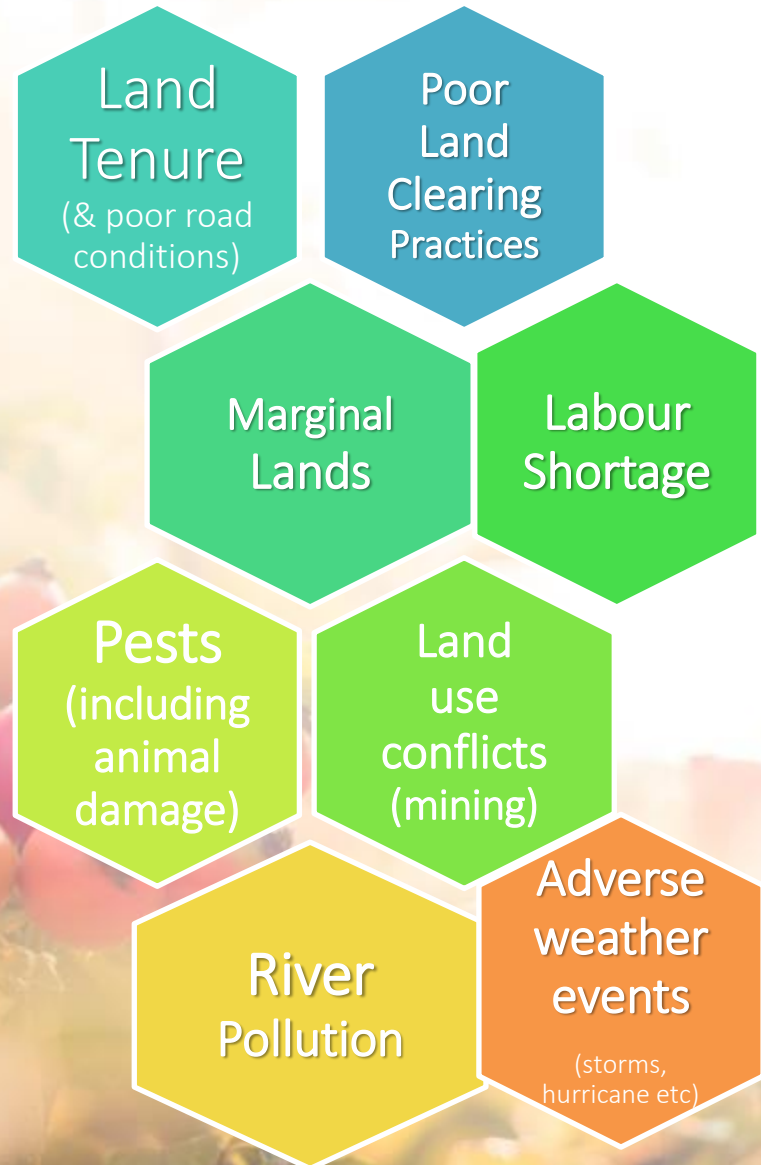 Land
Tenure
(& poor road
conditions)
Poor
Land
Clearing
Practices
Marginal
Lands
Labour
Shortage
Pests
(including
animal
damage)
Land
use
conflicts
(mining)
River
Pollution
Adverse
weather
events
(storms,
hurricane etc)